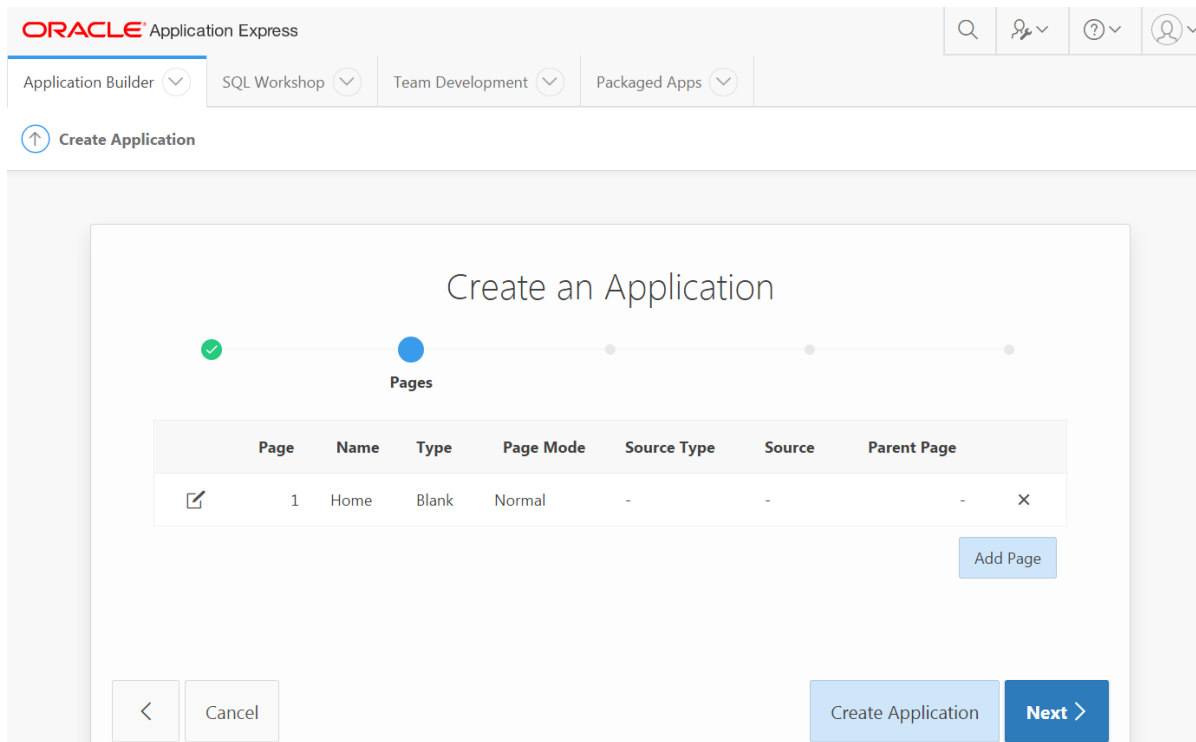 ORACLE Application Express
Application Builder SQL Workshop Team Development Packaged Apps
Create Application
Create an Application
Pages
Page Name Type Page Mode Source Type Source Parent Page
1 Home Blank Normal - - -
Add Page
Cancel Create Application Next